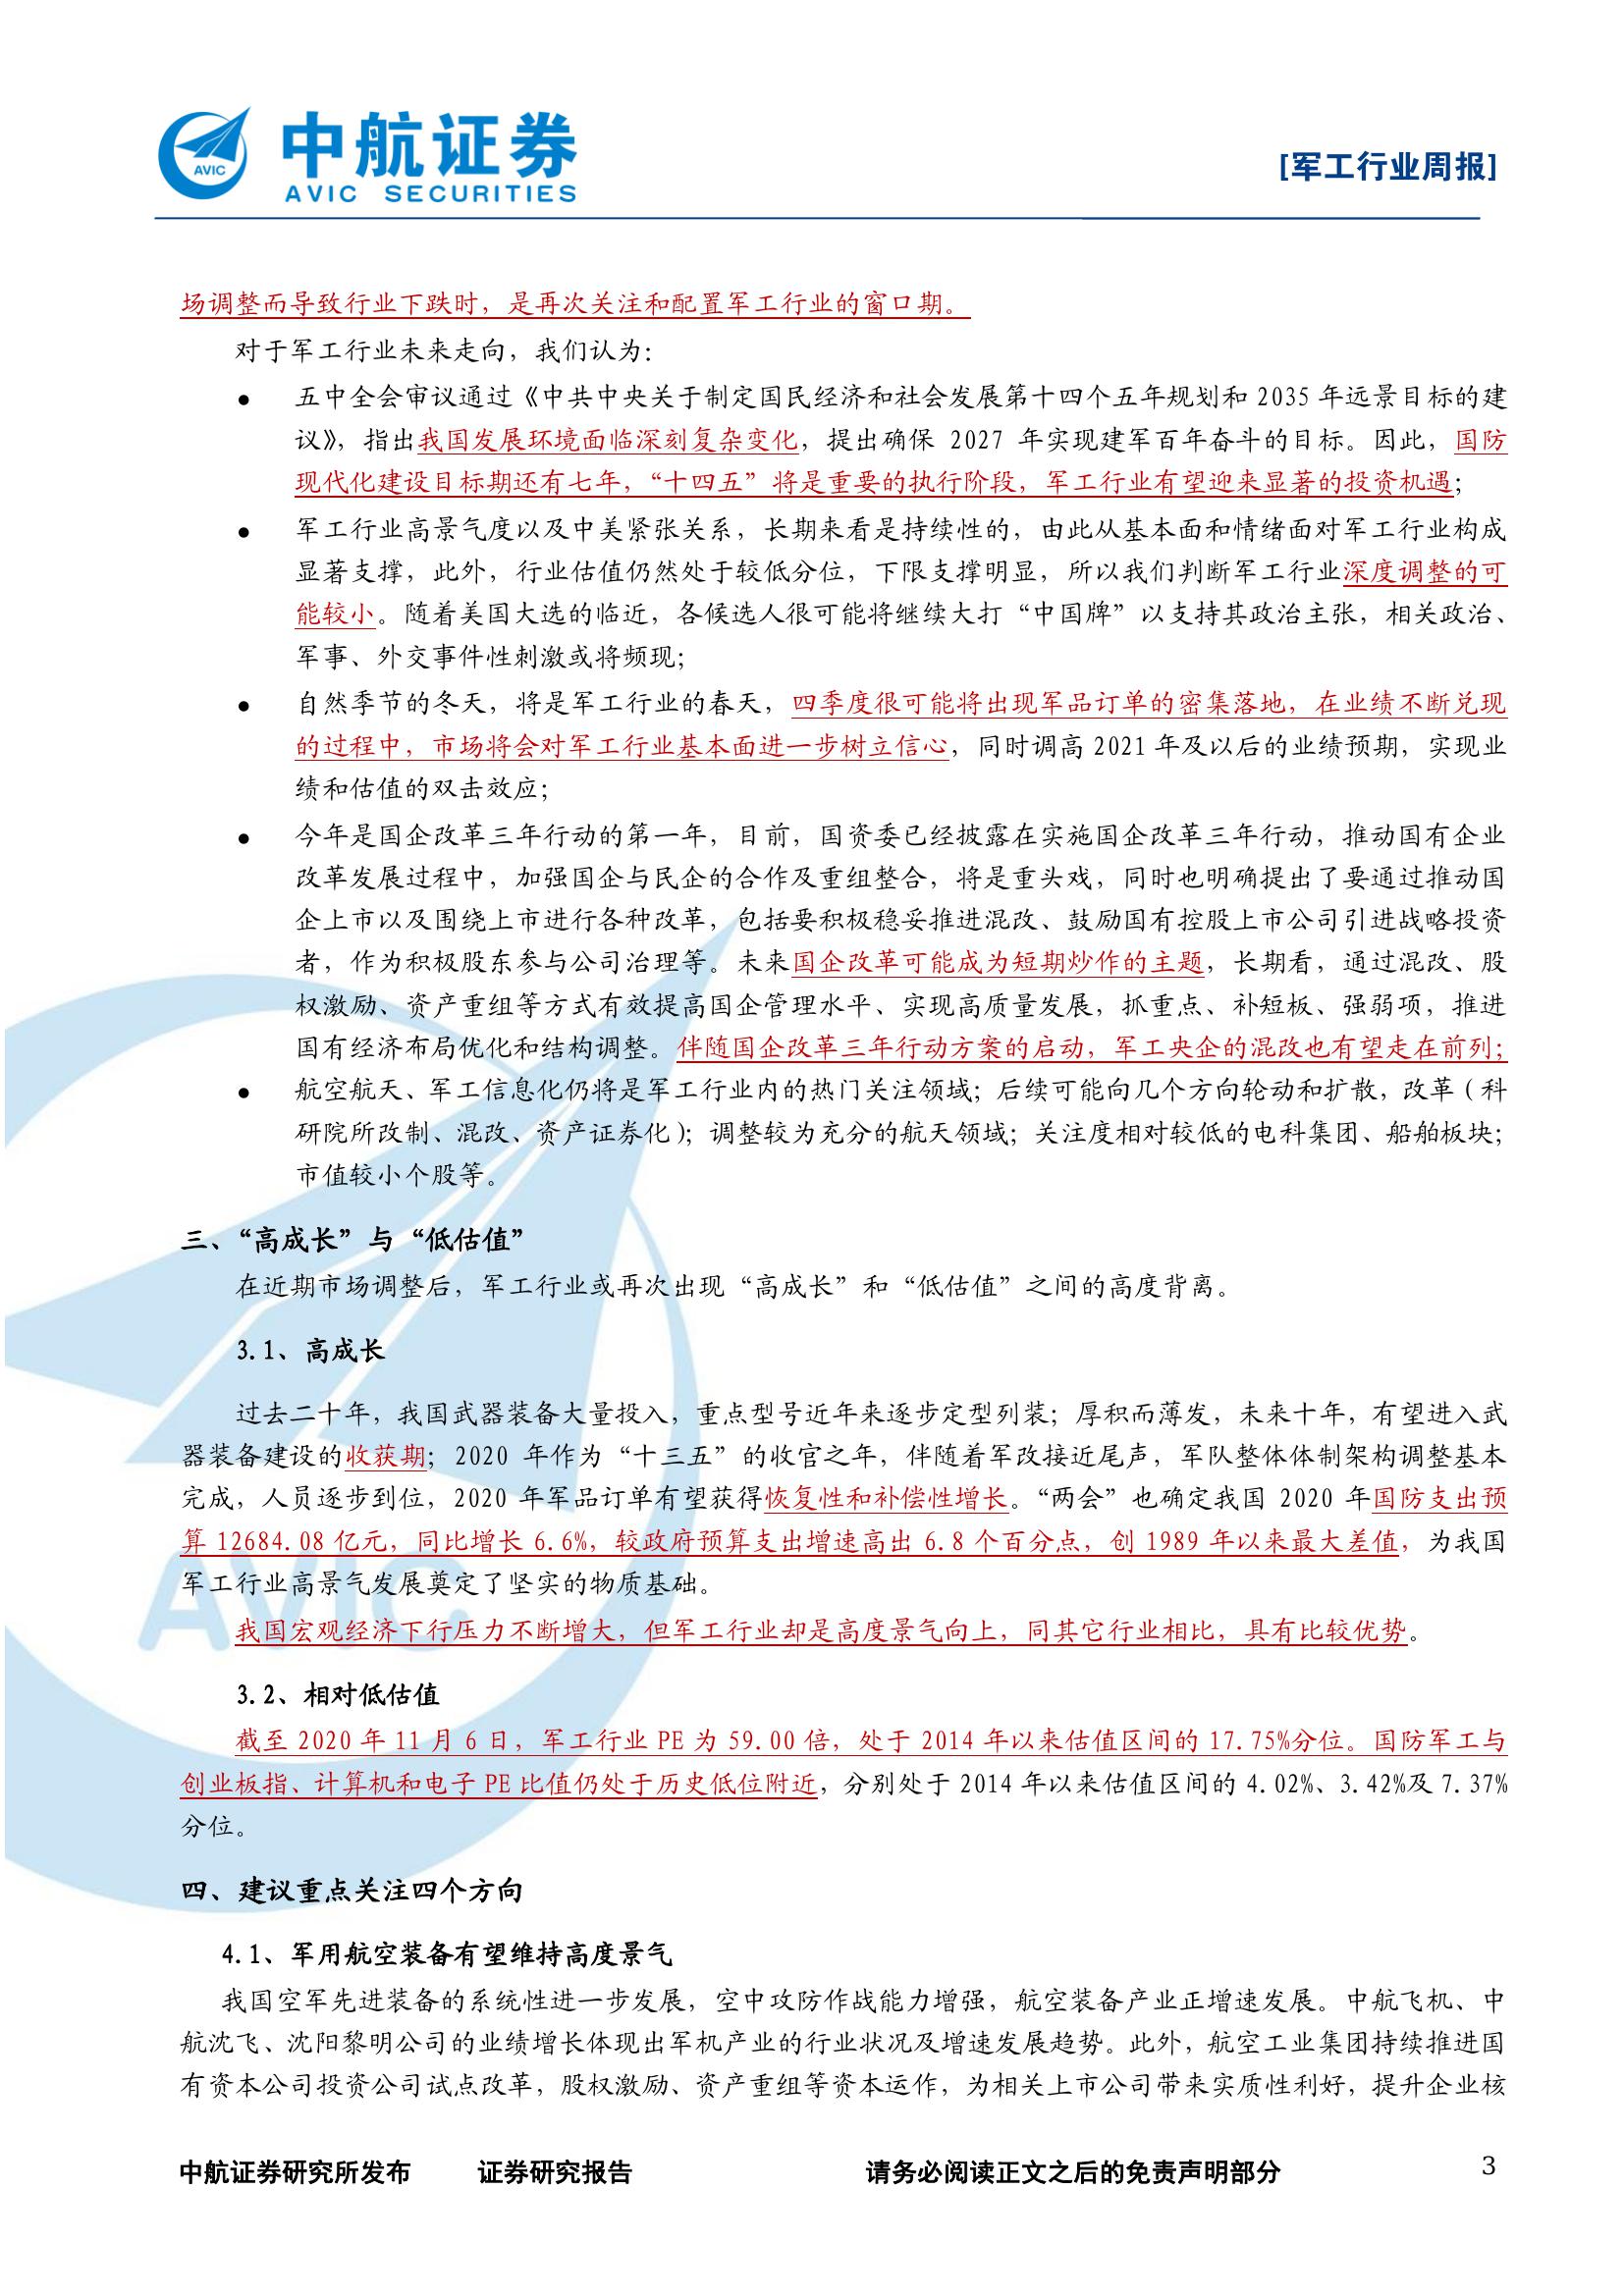 中航证券
AVIC SECURITIES
AVIC
[军工行业周报]
场调整而导致行业下跌时，是再次关注和配置军工行业的窗口期。
对于军工行业未来走向，我们认为：
● 五中全会审议通过《中共中央关于制定国民经济和社会发展第十四个五年规划和 2035 年远景目标的建
议》，指出我国发展环境面临深刻复杂变化，提出确保 2027 年实现建军百年奋斗的目标。因此，国防
现代化建设目标期还有七年，“十四五”将是重要的执行阶段，军工行业有望迎来显著的投资机遇；
● 军工行业高景气度以及中美紧张关系，长期来看是持续性的，由此从基本面和情绪面对军工行业构成
显著支撑，此外，行业估值仍然处于较低分位，下限支撑明显，所以我们判断军工行业深度调整的可
能较小。随着美国大选的临近，各候选人很可能将继续大打“中国牌”以支持其政治主张，相关政治、
军事、外交事件性刺激或将频现；
● 自然季节的冬天，将是军工行业的春天，四季度很可能将出现军品订单的密集落地，在业绩不断兑现
的过程中，市场将会对军工行业基本面进一步树立信心，同时调高 2021 年及以后的业绩预期，实现业
绩和估值的双击效应；
● 今年是国企改革三年行动的第一年，目前，国资委已经披露在实施国企改革三年行动，推动国有企业
改革发展过程中，加强国企与民企的合作及重组整合，将是重头戏，同时也明确提出了要通过推动国
企上市以及围绕上市进行各种改革，包括要积极稳妥推进混改、鼓励国有控股上市公司引进战略投资
者，作为积极股东参与公司治理等。未来国企改革可能成为短期炒作的主题，长期看，通过混改、股
权激励、资产重组等方式有效提高国企管理水平、实现高质量发展，抓重点、补短板、强弱项，推进
国有经济布局优化和结构调整。伴随国企改革三年行动方案的启动，军工央企的混改也有望走在前列；
● 航空航天、军工信息化仍将是军工行业内的热门关注领域；后续可能向几个方向轮动和扩散，改革（科
研院所改制、混改、资产证券化）；调整较为充分的航天领域；关注度相对较低的电科集团、船舶板块；
市值较小个股等。
三、“高成长”与“低估值”
在近期市场调整后，军工行业或再次出现“高成长”和“低估值”之间的高度背离。
3.1、高成长
过去二十年，我国武器装备大量投入，重点型号近年来逐步定型列装；厚积而薄发，未来十年，有望进入武
器装备建设的收获期；2020 年作为“十三五”的收官之年，伴随着军改接近尾声，军队整体体制架构调整基本
完成，人员逐步到位，2020 年军品订单有望获得恢复性和补偿性增长。“两会”也确定我国 2020 年国防支出预
算 12684.08 亿元，同比增长 6.6%，较政府预算支出增速高出 6.8 个百分点，创 1989 年以来最大差值，为我国
军工行业高景气发展奠定了坚实的物质基础。
我国宏观经济下行压力不断增大，但军工行业却是高度景气向上，同其它行业相比，具有比较优势。
3.2、相对低估值
截至 2020 年 11 月 6 日，军工行业 PE 为 59.00 倍，处于 2014 年以来估值区间的 17.75%分位。国防军工与
创业板指、计算机和电子 PE 比值仍处于历史低位附近，分别处于 2014 年以来估值区间的 4.02%、3.42%及 7.37%
分位。
四、建议重点关注四个方向
4.1、军用航空装备有望维持高度景气
我国空军先进装备的系统性进一步发展，空中攻防作战能力增强，航空装备产业正增速发展。中航飞机、中
航沈飞、沈阳黎明公司的业绩增长体现出军机产业的行业状况及增速发展趋势。此外，航空工业集团持续推进国
有资本公司投资公司试点改革，股权激励、资产重组等资本运作，为相关上市公司带来实质性利好，提升企业核
AVIC
中航证券研究所发布 证券研究报告 请务必阅读正文之后的免责声明部分 3